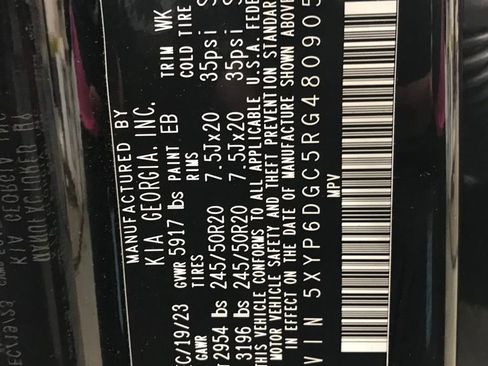 MANUFACTURED BY
KIA GEORGIA, INC.
EC/19/23 GVWR 5917 lbs PAINT EB TRIM WK
GAWR TIRES RIMS COLD TIRE
2954 lbs 245/50R20 7.5Jx20 35psi
3196 lbs 245/50R20 7.5Jx20 35psi
THIS VEHICLE CONFORMS TO ALL APPLICABLE U.S.A. FEDE
MOTOR VEHICLE SAFETY AND THEFT PREVENTION STANDAR
IN EFFECT ON THE DATE OF MANUFACTURE SHOWN ABOVE
VIN 5XYP6DGC5RG480905
MPV